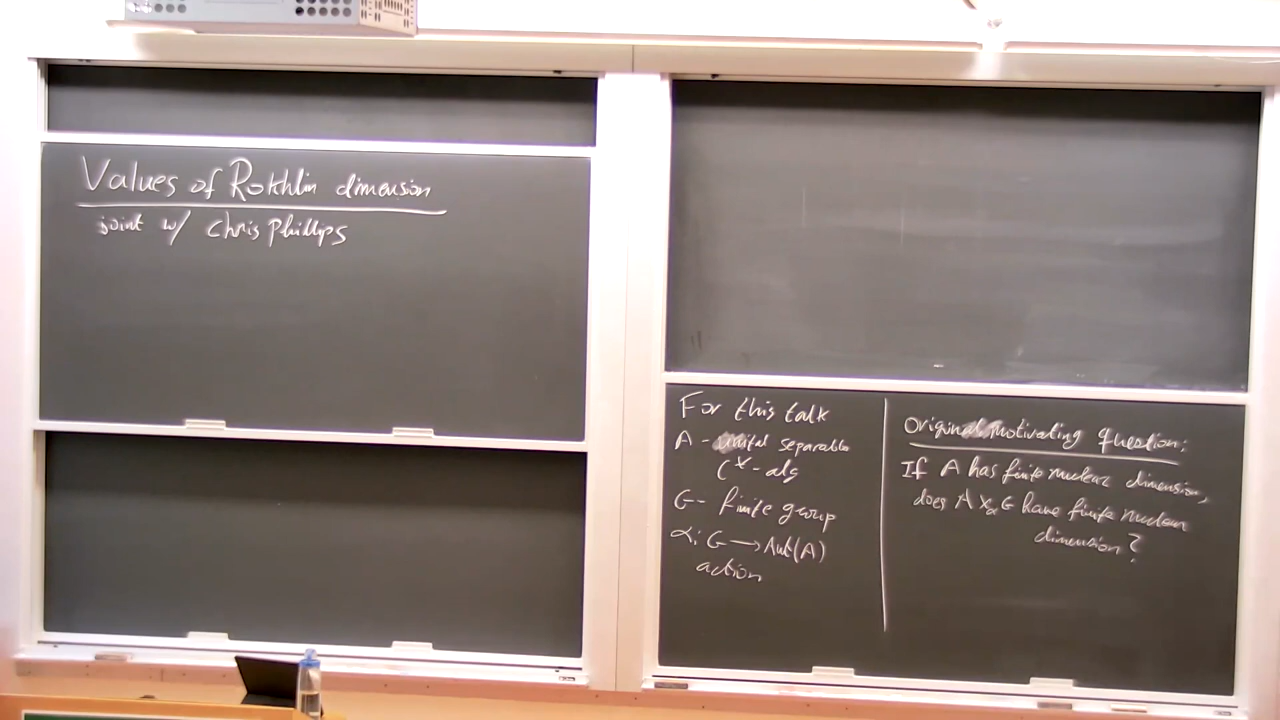 Values of Rokhlin dimension
joint w/ Chris Phillips
For this talk
A - unital separable
C*-alg
G - finite group
α: G → Aut(A)
action
Original motivating question:
If A has finite nuclear dimension,
does A ⋊_α G have finite nuclear
dimension?